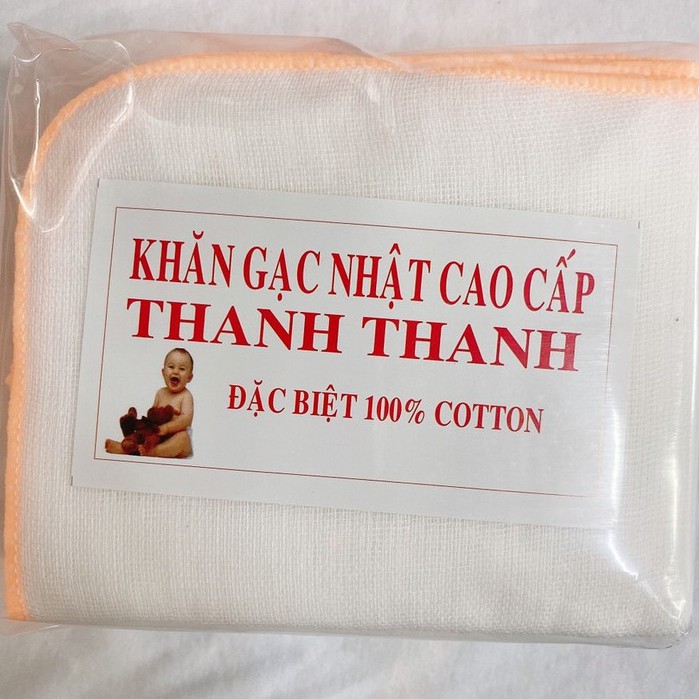 KHĂN GẠC NHẬT CAO CẤP
THANH THANH
ĐẶC BIỆT 100% COTTON